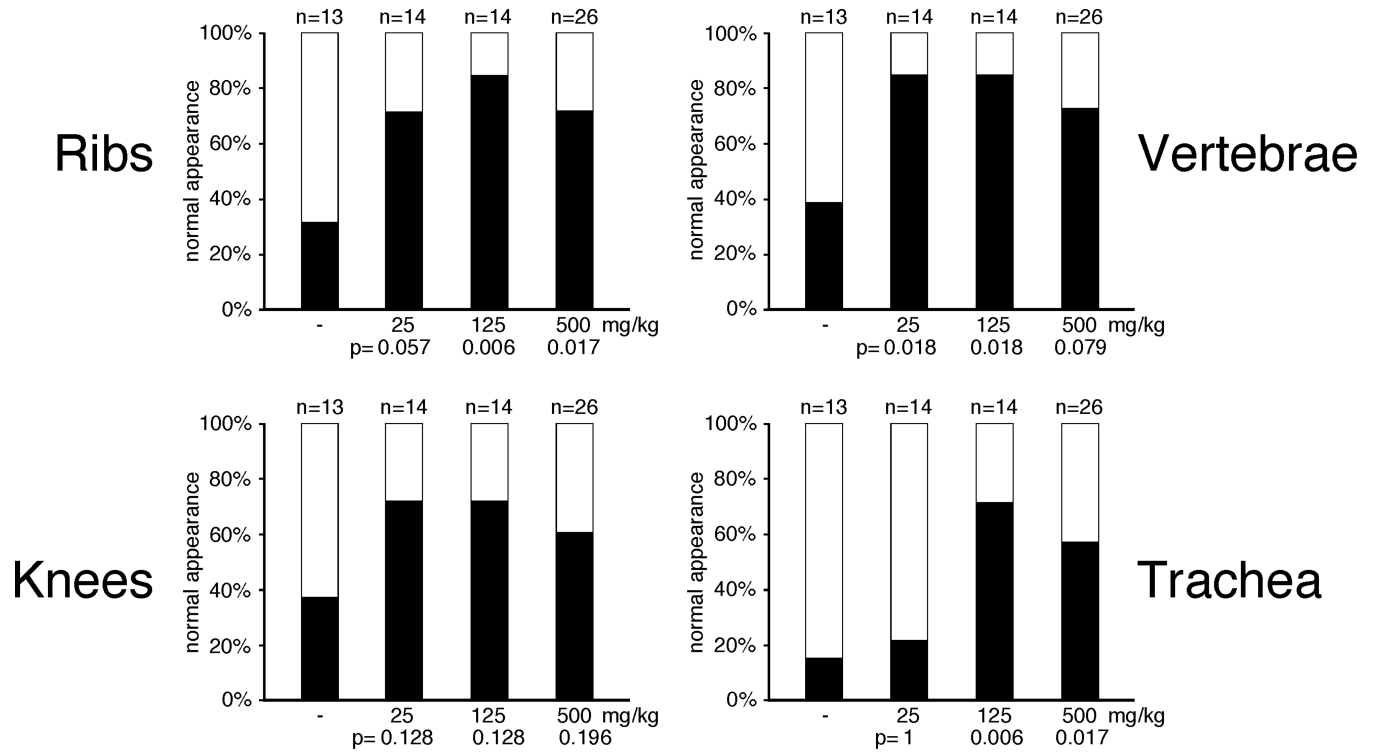 Ribs
normal appearance
n=13 n=14 n=14 n=26
100%
80%
60%
40%
20%
0%
- 25 125 500 mg/kg
p= 0.057 0.006 0.017
Vertebrae
normal appearance
n=13 n=14 n=14 n=26
100%
80%
60%
40%
20%
0%
- 25 125 500 mg/kg
p= 0.018 0.018 0.079
Knees
normal appearance
n=13 n=14 n=14 n=26
100%
80%
60%
40%
20%
0%
- 25 125 500 mg/kg
p= 0.128 0.128 0.196
Trachea
normal appearance
n=13 n=14 n=14 n=26
100%
80%
60%
40%
20%
0%
- 25 125 500 mg/kg
p= 1 0.006 0.017